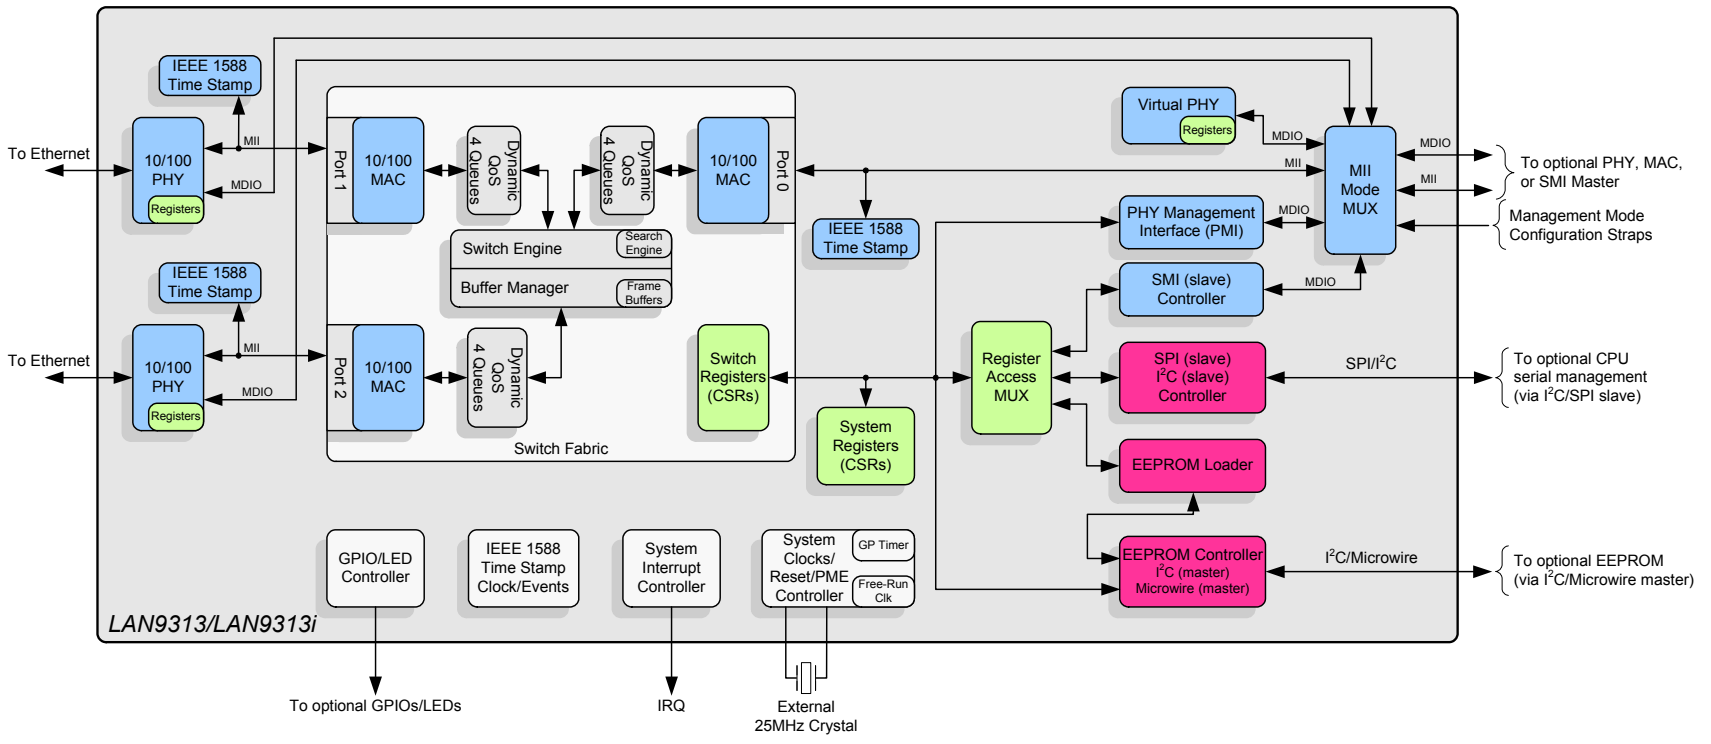 IEEE 1588
Time Stamp
To Ethernet
10/100
PHY
Registers
MII
MDIO
Port 1
10/100
MAC
Dynamic
QoS
4 Queues
Dynamic
QoS
4 Queues
10/100
MAC
Port 0
MII
IEEE 1588
Time Stamp
Virtual PHY
Registers
MDIO
MII
Mode
MUX
MDIO
MII
To optional PHY, MAC,
or SMI Master
Management Mode
Configuration Straps
PHY Management
Interface (PMI)
MDIO
SMI (slave)
Controller
MDIO
Switch Engine
Search
Engine
Buffer Manager
Frame
Buffers
IEEE 1588
Time Stamp
To Ethernet
10/100
PHY
Registers
MII
MDIO
Port 2
10/100
MAC
Dynamic
QoS
4 Queues
Switch
Registers
(CSRs)
Switch Fabric
System
Registers
(CSRs)
Register
Access
MUX
SPI (slave)
I²C (slave)
Controller
SPI/I²C
To optional CPU
serial management
(via I²C/SPI slave)
EEPROM Loader
EEPROM Controller
I²C (master)
Microwire (master)
I²C/Microwire
To optional EEPROM
(via I²C/Microwire master)
GPIO/LED
Controller
IEEE 1588
Time Stamp
Clock/Events
System
Interrupt
Controller
System
Clocks/
Reset/PME
Controller
GP Timer
Free-Run
Clk
LAN9313/LAN9313i
To optional GPIOs/LEDs
IRQ
External
25MHz Crystal